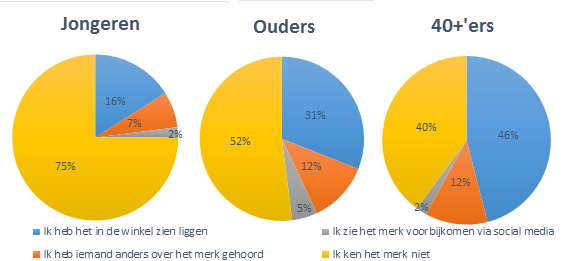 Jongeren
Ouders
40+'ers
16%
7%
2%
75%
31%
12%
5%
52%
46%
12%
2%
40%
Ik heb het in de winkel zien liggen
Ik zie het merk voorbijkomen via social media
Ik heb iemand anders over het merk gehoord
Ik ken het merk niet